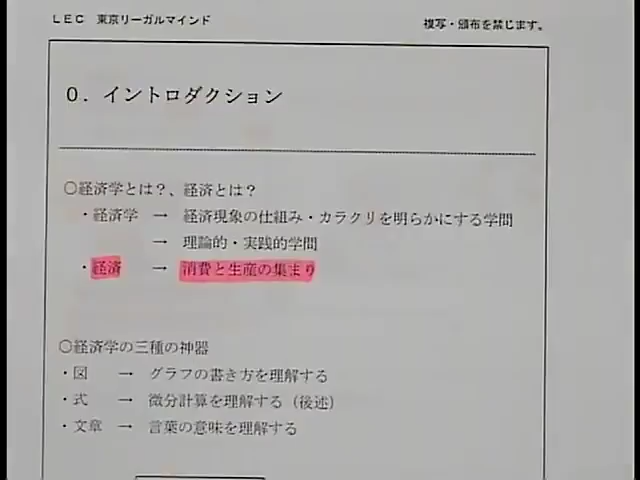 LEC 東京リーガルマインド
複写・頒布を禁じます。
0．イントロダクション
○経済学とは？、経済とは？
・経済学 → 経済現象の仕組み・カラクリを明らかにする学問
→ 理論的・実践的学問
・経済 → 消費と生産の集まり
○経済学の三種の神器
・図 → グラフの書き方を理解する
・式 → 微分計算を理解する（後述）
・文章 → 言葉の意味を理解する